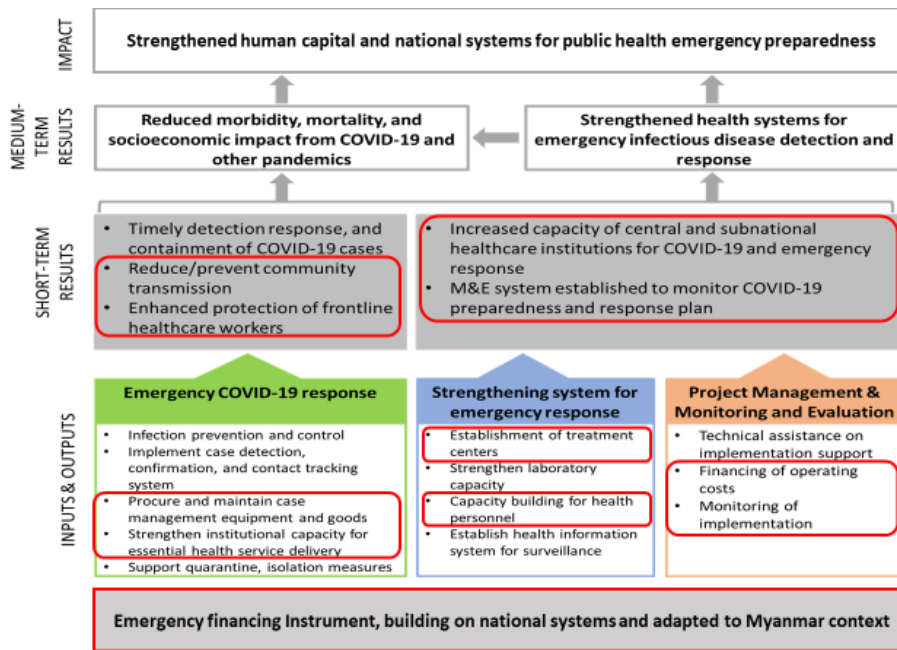 IMPACT
Strengthened human capital and national systems for public health emergency preparedness
MEDIUM-
TERM
RESULTS
Reduced morbidity, mortality, and
socioeconomic impact from COVID-19 and
other pandemics
Strengthened health systems for
emergency infectious disease detection and
response
SHORT-TERM
RESULTS
• Timely detection response, and
containment of COVID-19 cases
• Reduce/prevent community
transmission
• Enhanced protection of frontline
healthcare workers
• Increased capacity of central and subnational
healthcare institutions for COVID-19 and emergency
response
• M&E system established to monitor COVID-19
preparedness and response plan
INPUTS & OUTPUTS
Emergency COVID-19 response
• Infection prevention and control
• Implement case detection,
confirmation, and contact tracking
system
• Procure and maintain case
management equipment and goods
• Strengthen institutional capacity for
essential health service delivery
• Support quarantine, isolation measures
Strengthening system for
emergency response
• Establishment of treatment
centers
• Strengthen laboratory
capacity
• Capacity building for health
personnel
• Establish health information
system for surveillance
Project Management &
Monitoring and Evaluation
• Technical assistance on
implementation support
• Financing of operating
costs
• Monitoring of
implementation
Emergency financing Instrument, building on national systems and adapted to Myanmar context